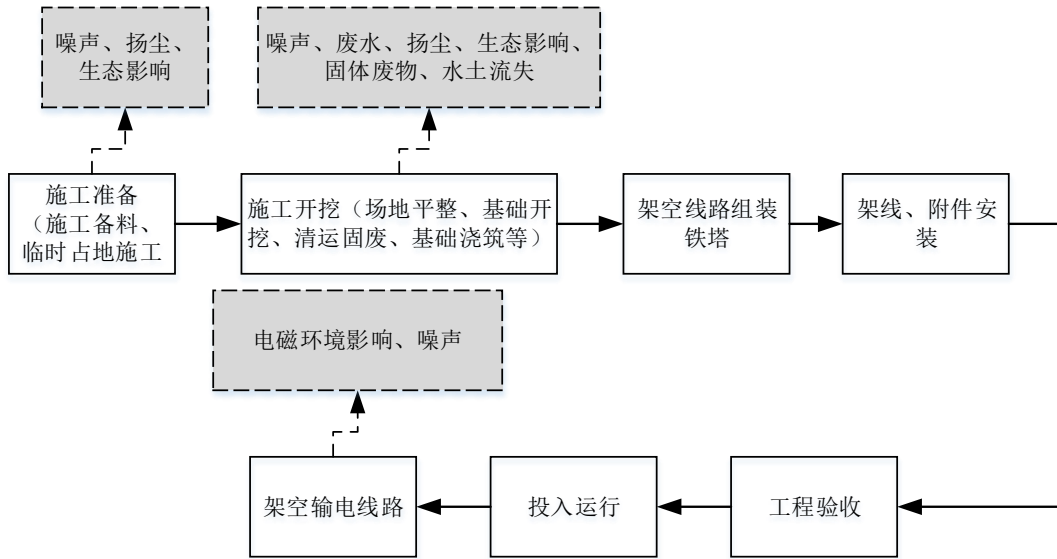 噪声、扬尘、
生态影响
噪声、废水、扬尘、生态影响、
固体废物、水土流失
施工准备
（施工备料、
临时占地施工
施工开挖（场地平整、基础开
挖、清运固废、基础浇筑等）
架空线路组装
铁塔
架线、附件安
装
电磁环境影响、噪声
架空输电线路
投入运行
工程验收